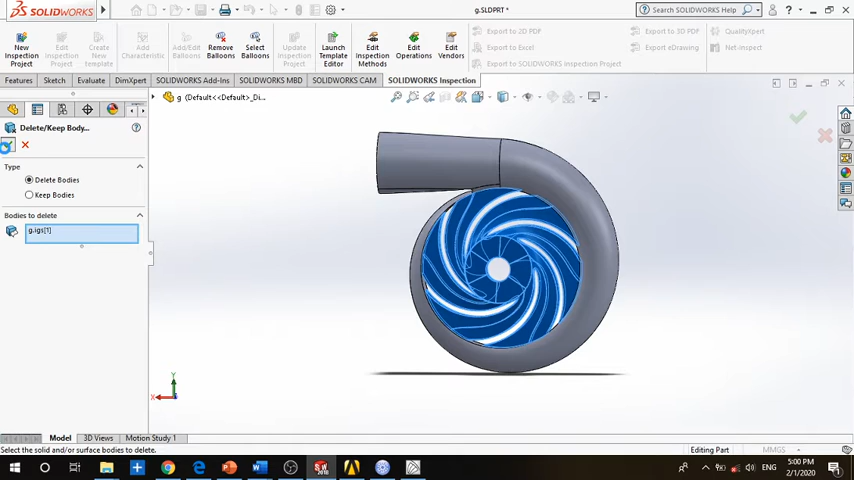 SOLIDWORKS
g.SLDPRT *
Search SOLIDWORKS Help
New Inspection Project
Edit Inspection Project
Create New Template
Add Characteristic
Add/Edit Balloons
Remove Balloons
Select Balloons
Update Inspection Project
Launch Template Editor
Edit Inspection Methods
Edit Operations
Edit Vendors
Export to 2D PDF
Export to Excel
Export to SOLIDWORKS Inspection Project
Export to 3D PDF
Export eDrawing
QualityXpert
Net-Inspect
Features
Sketch
Evaluate
DimXpert
SOLIDWORKS Add-Ins
SOLIDWORKS MBD
SOLIDWORKS CAM
SOLIDWORKS Inspection
g (Default<<Default>_Di...
Delete/Keep Body...
Type
Delete Bodies
Keep Bodies
Bodies to delete
g.igs[1]
Y
X
Model
3D Views
Motion Study 1
Select the solid and/or surface bodies to delete.
Editing Part
MMGS
ENG
5:00 PM
2/1/2020